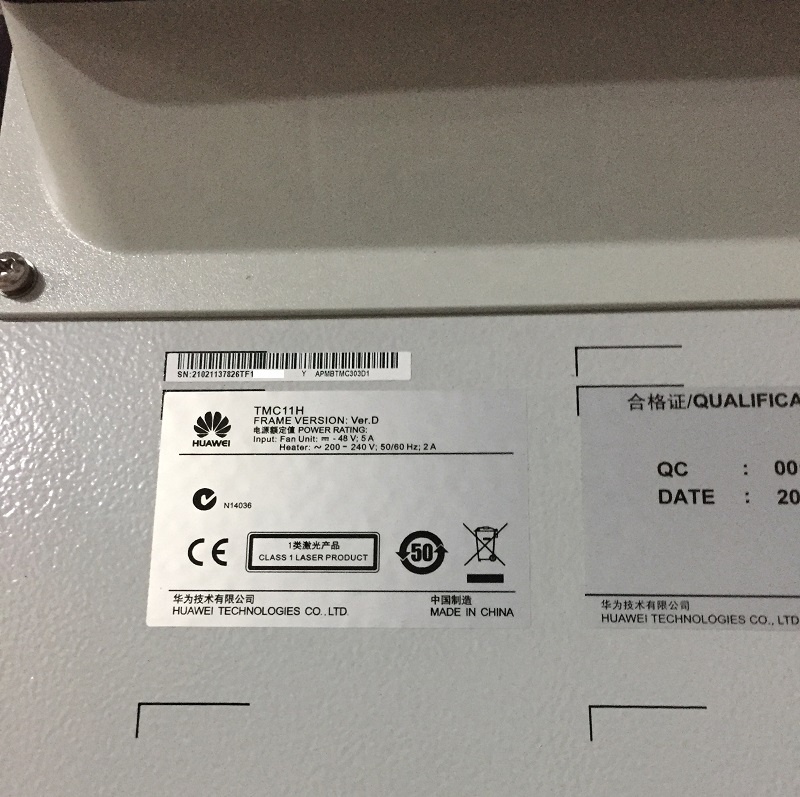 SN:21021137826TF1 Y APMBTMC303D1
HUAWEI
TMC11H
FRAME VERSION: Ver.D
电源额定值 POWER RATING:
Input: Fan Unit: ⎓ -48 V; 5 A
Heater: ～ 200 ~ 240 V; 50/60 Hz; 2 A
N14036
CE
1类激光产品
CLASS 1 LASER PRODUCT
50
华为技术有限公司
HUAWEI TECHNOLOGIES CO., LTD.
中国制造
MADE IN CHINA
合格证/QUALIFICA
QC : 00
DATE : 20
华为技术有限公司
HUAWEI TECHNOLOGIES CO., LTD